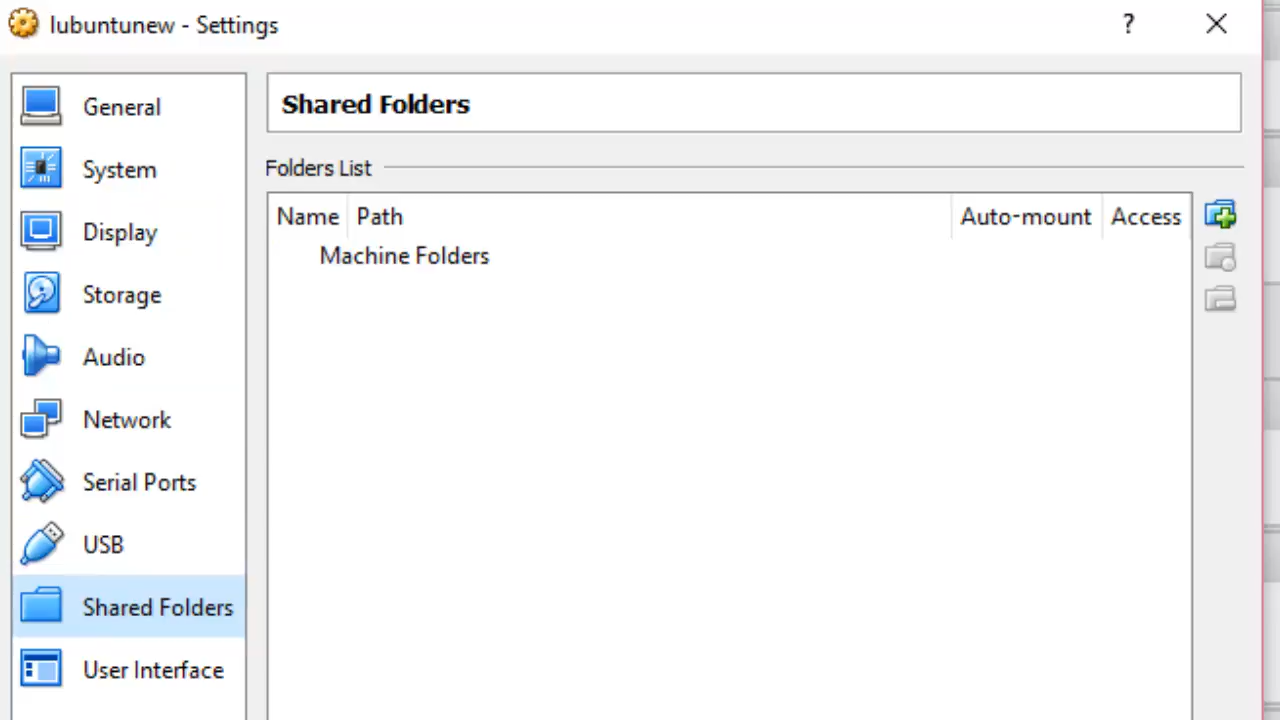 lubuntunew - Settings
?
General
System
Display
Storage
Audio
Network
Serial Ports
USB
Shared Folders
User Interface
Shared Folders
Folders List
Name Path Auto-mount Access
Machine Folders